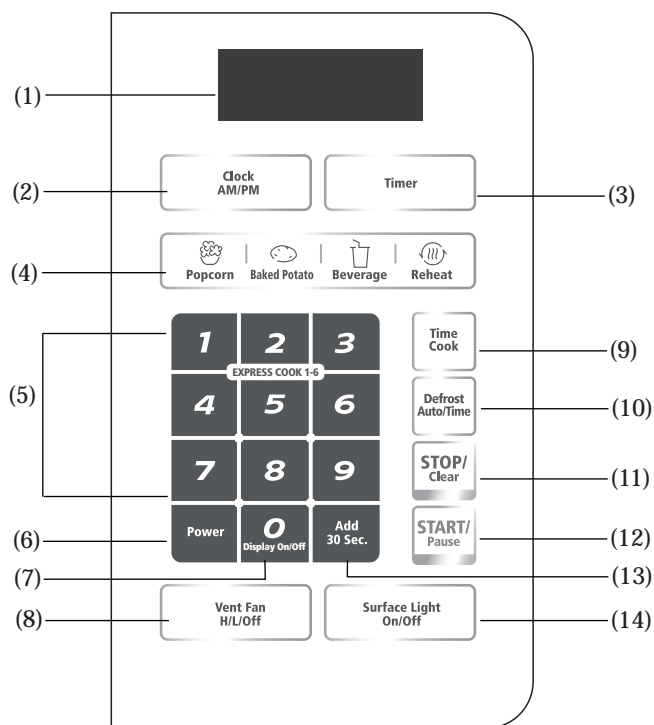 (1)
Clock
AM/PM
(2)
Timer
(3)
(4)
Popcorn
Baked Potato
Beverage
Reheat
1
2
3
EXPRESS COOK 1-6
Time
Cook
(9)
(5)
4
5
6
Defrost
Auto/Time
(10)
7
8
9
STOP/
Clear
(11)
(6)
Power
0
Display On/Off
Add
30 Sec.
START/
Pause
(12)
(7)
(13)
(8)
Vent Fan
H/L/Off
Surface Light
On/Off
(14)